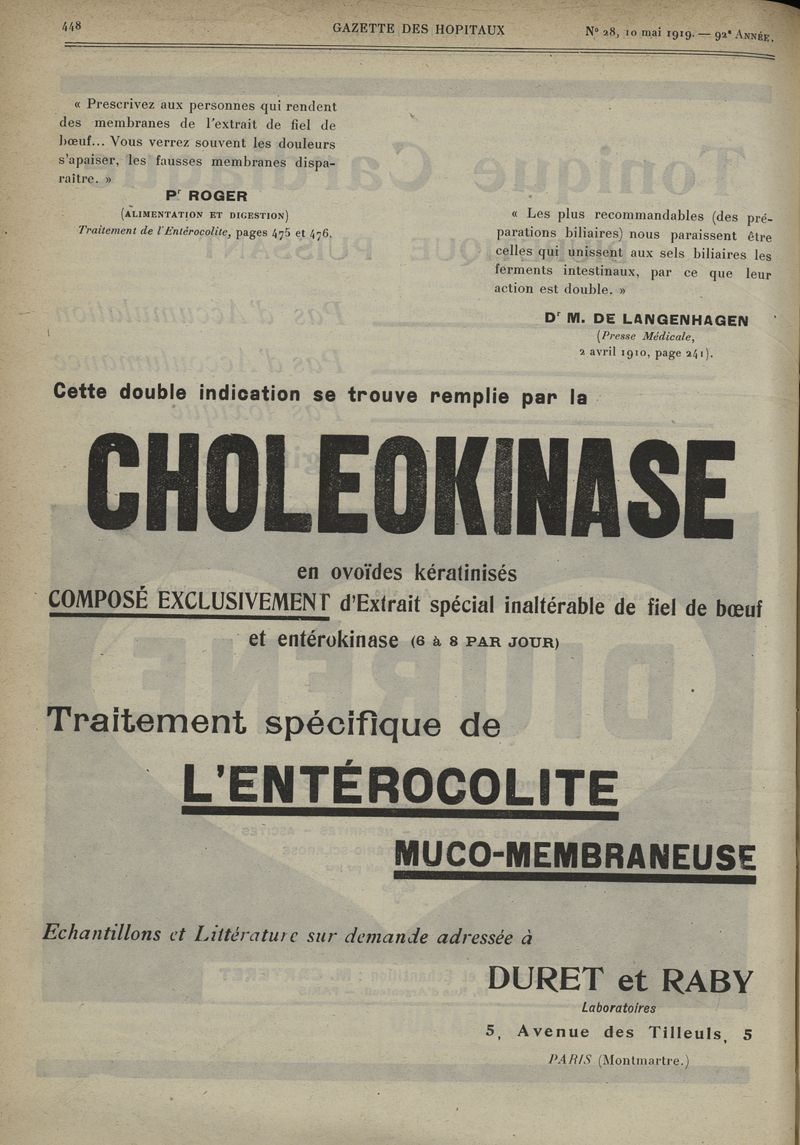 448
GAZETTE DES HOPITAUX
N° 28, 10 mai 1919. — 92e ANNÉE.
« Prescrivez aux personnes qui rendent
des membranes de l'extrait de fiel de
bœuf... Vous verrez souvent les douleurs
s'apaiser, les fausses membranes dispa-
raître. »
Pr ROGER
(ALIMENTATION ET DIGESTION)
Traitement de l'Entérocolite, pages 475 et 476.
« Les plus recommandables (des pré-
parations biliaires) nous paraissent être
celles qui unissent aux sels biliaires les
ferments intestinaux, par ce que leur
action est double. »
Dr M. DE LANGENHAGEN
(Presse Médicale,
2 avril 1910, page 241).
Cette double indication se trouve remplie par la
CHOLEOKINASE
en ovoïdes kératinisés
COMPOSÉ EXCLUSIVEMENT d'Extrait spécial inaltérable de fiel de bœuf
et entérokinase (6 à 8 PAR JOUR)
Traitement spécifique de
L'ENTÉROCOLITE
MUCO-MEMBRANEUSE
Echantillons et Littérature sur demande adressée à
DURET et RABY
Laboratoires
5, Avenue des Tilleuls, 5
PARIS (Montmartre.)